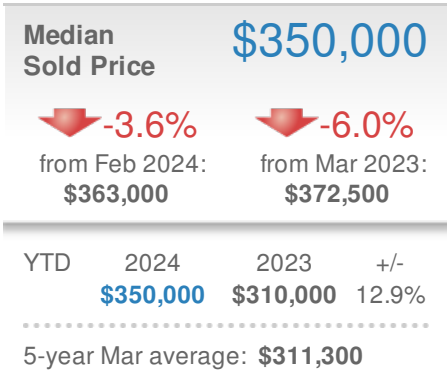 Median
Sold Price
$350,000
-3.6%
from Feb 2024:
$363,000
-6.0%
from Mar 2023:
$372,500
YTD 2024 2023 +/-
$350,000 $310,000 12.9%
5-year Mar average: $311,300